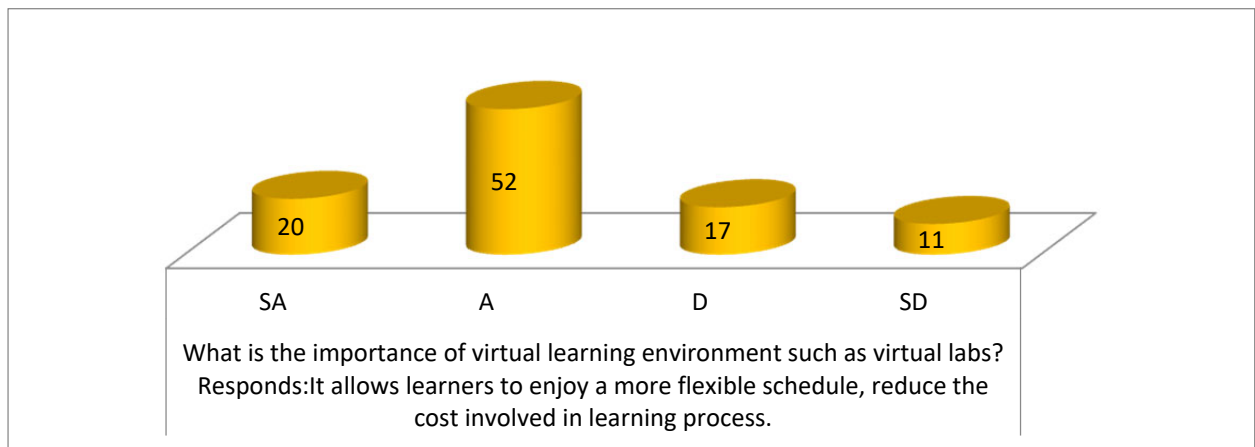 52
20
17
11
SA A D SD
What is the importance of virtual learning environment such as virtual labs?
Responds:It allows learners to enjoy a more flexible schedule, reduce the
cost involved in learning process.